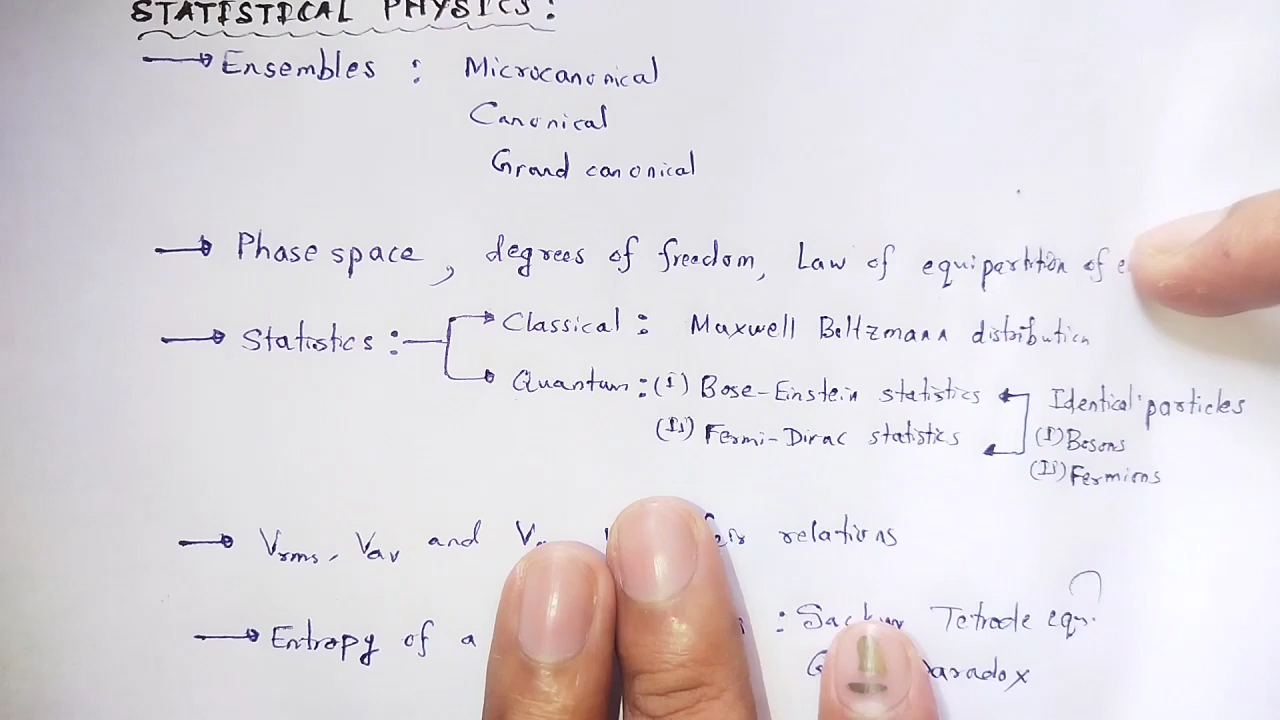 STATISTICAL PHYSICS:
Ensembles : Microcanonical
Canonical
Grand canonical
Phase space, degrees of freedom, Law of equipartition of
Statistics : Classical : Maxwell Boltzmann distribution
Quantum : (I) Bose-Einstein statistics Identical particles
(II) Fermi-Dirac statistics (I) Bosons
(II) Fermions
Vrms, Vav and relations
Entropy of a : Tetrode eqn.